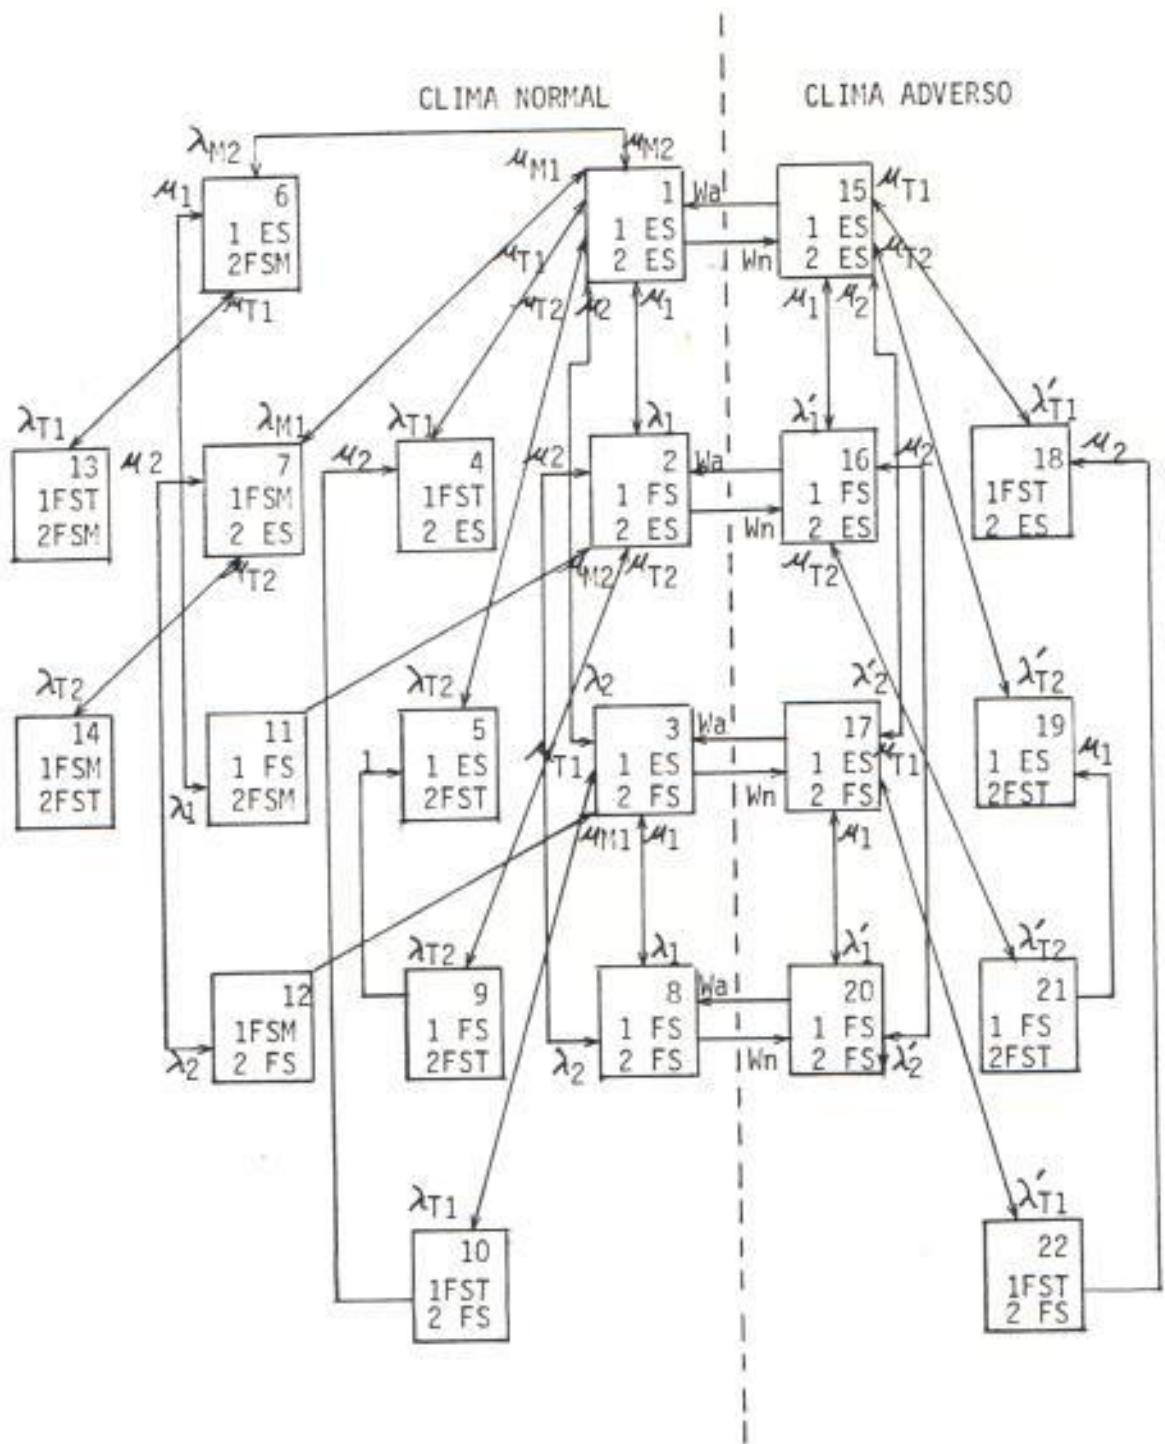 CLIMA NORMAL
CLIMA ADVERSO
λM2
μM2
μM1
μ1
6
1 ES
2FSM
μT1
1
1 ES
2 ES
Wa
Wn
15
1 ES
2 ES
μT1
μT2
μT1
μT2
μ2
μ1
μ1
μ2
λT1
13
1FST
2FSM
μ2
λM1
7
1FSM
2 ES
μT2
μ2
λT1
4
1FST
2 ES
μ2
λ1
2
1 FS
2 ES
μM2
μT2
Wa
Wn
λ'1
16
1 FS
2 ES
μT2
μ2
λ'T1
18
1FST
2 ES
μ2
λT2
14
1FSM
2FST
11
1 FS
2FSM
λ1
λT2
5
1 ES
2FST
1
λ2
μT1
3
1 ES
2 FS
μM1
μ1
Wa
Wn
λ'2
17
1 ES
2 FS
μT1
μ1
λ'T2
19
1 ES
2FST
μ1
12
1FSM
2 FS
λ2
λT2
9
1 FS
2FST
λ1
8
1 FS
2 FS
λ2
Wa
Wn
λ'1
20
1 FS
2 FS
λ'2
λ'T2
21
1 FS
2FST
λT1
10
1FST
2 FS
λ'T1
22
1FST
2 FS